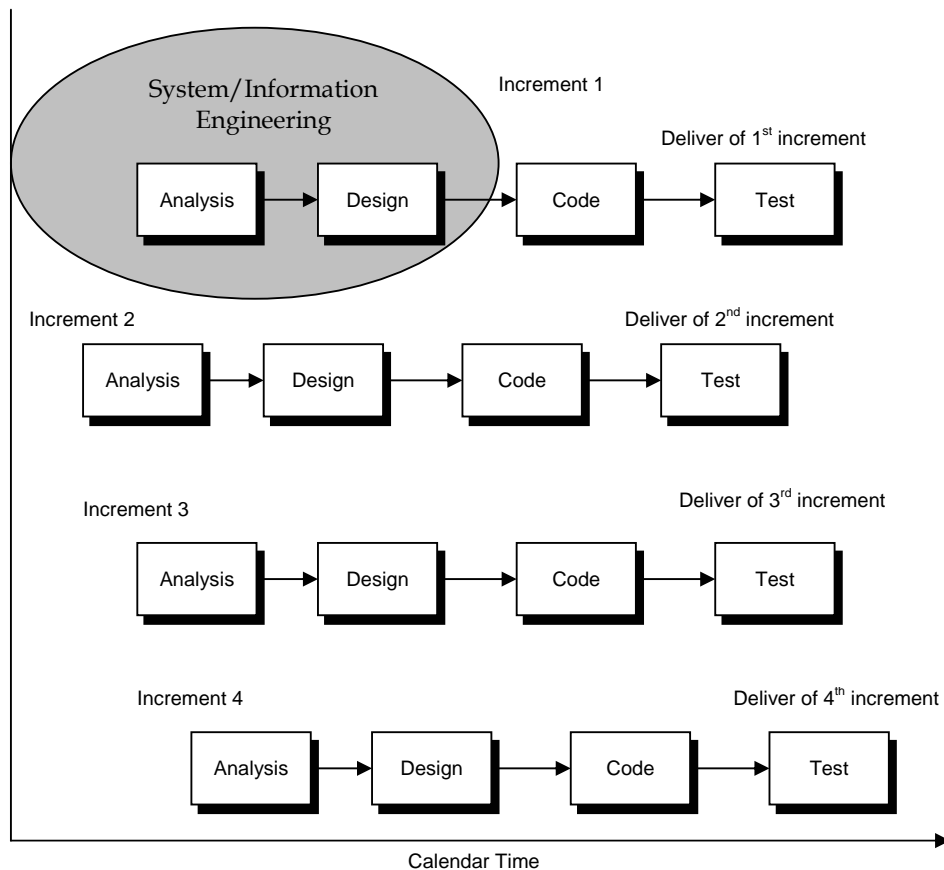 System/Information
Engineering
Increment 1
Deliver of 1st increment
Analysis
Design
Code
Test
Increment 2
Deliver of 2nd increment
Analysis
Design
Code
Test
Increment 3
Deliver of 3rd increment
Analysis
Design
Code
Test
Increment 4
Deliver of 4th increment
Analysis
Design
Code
Test
Calendar Time